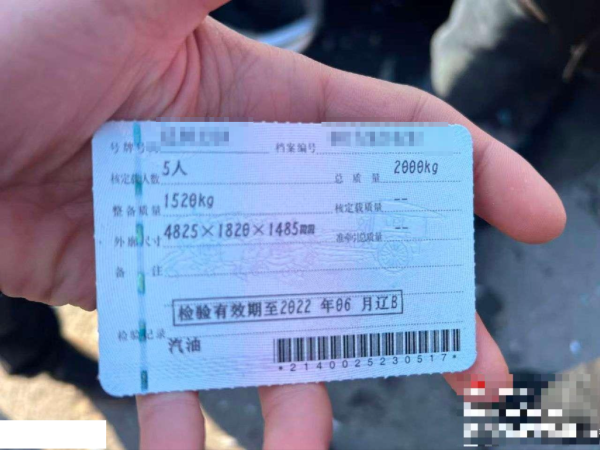 号牌号码 档案编号
核定载人数 5人 总质量 2000kg
整备质量 1520kg 核定载质量 --
外廓尺寸 4825×1820×1485mm 准牵引总质量 --
备注
检验有效期至2022年06月辽B
检验记录
汽油
*2140025230517*